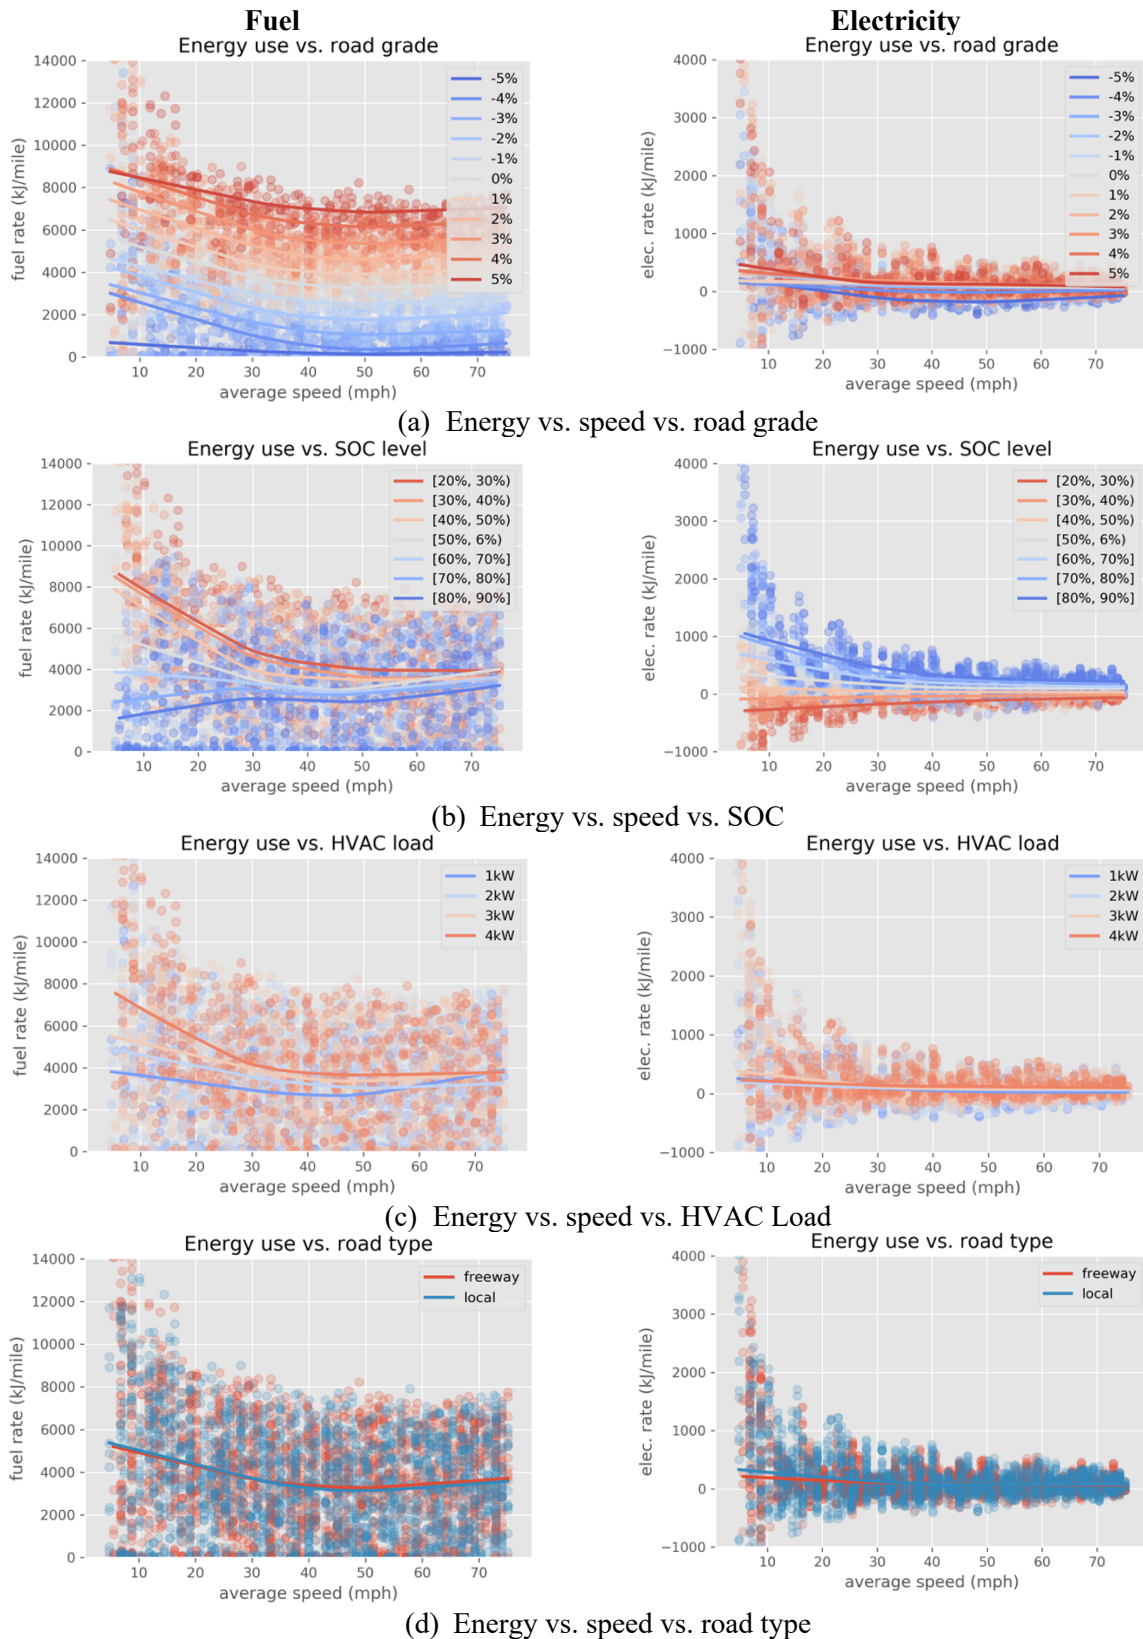 Fuel
Electricity
Energy use vs. road grade
14000
12000
10000
8000
6000
4000
2000
0
fuel rate (kJ/mile)
-5%
-4%
-3%
-2%
-1%
0%
1%
2%
3%
4%
5%
10 20 30 40 50 60 70
average speed (mph)
Energy use vs. road grade
4000
3000
2000
1000
0
−1000
elec. rate (kJ/mile)
-5%
-4%
-3%
-2%
-1%
0%
1%
2%
3%
4%
5%
10 20 30 40 50 60 70
average speed (mph)
(a) Energy vs. speed vs. road grade
Energy use vs. SOC level
14000
12000
10000
8000
6000
4000
2000
0
fuel rate (kJ/mile)
[20%, 30%)
[30%, 40%)
[40%, 50%)
[50%, 6%)
[60%, 70%]
[70%, 80%]
[80%, 90%]
10 20 30 40 50 60 70
average speed (mph)
Energy use vs. SOC level
4000
3000
2000
1000
0
−1000
elec. rate (kJ/mile)
[20%, 30%)
[30%, 40%)
[40%, 50%)
[50%, 6%)
[60%, 70%]
[70%, 80%]
[80%, 90%]
10 20 30 40 50 60 70
average speed (mph)
(b) Energy vs. speed vs. SOC
Energy use vs. HVAC load
14000
12000
10000
8000
6000
4000
2000
0
fuel rate (kJ/mile)
1kW
2kW
3kW
4kW
10 20 30 40 50 60 70
average speed (mph)
Energy use vs. HVAC load
4000
3000
2000
1000
0
−1000
elec. rate (kJ/mile)
1kW
2kW
3kW
4kW
10 20 30 40 50 60 70
average speed (mph)
(c) Energy vs. speed vs. HVAC Load
Energy use vs. road type
14000
12000
10000
8000
6000
4000
2000
0
fuel rate (kJ/mile)
freeway
local
10 20 30 40 50 60 70
average speed (mph)
Energy use vs. road type
4000
3000
2000
1000
0
−1000
elec. rate (kJ/mile)
freeway
local
10 20 30 40 50 60 70
average speed (mph)
(d) Energy vs. speed vs. road type